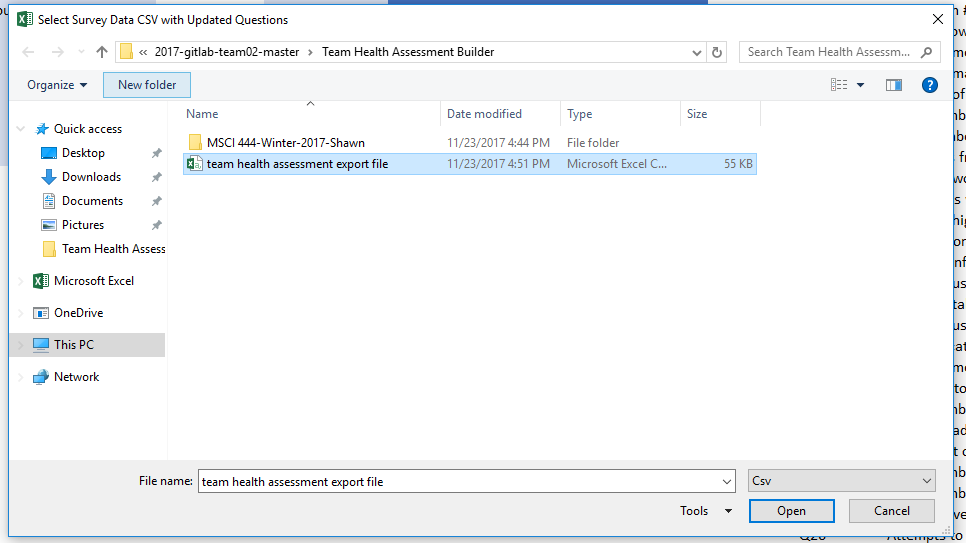 Select Survey Data CSV with Updated Questions
« 2017-gitlab-team02-master > Team Health Assessment Builder
Search Team Health Assessm...
Organize
New folder
Name
Date modified
Type
Size
Quick access
Desktop
Downloads
Documents
Pictures
Team Health Assess
Microsoft Excel
OneDrive
This PC
Network
MSCI 444-Winter-2017-Shawn 11/23/2017 4:44 PM File folder
team health assessment export file 11/23/2017 4:51 PM Microsoft Excel C... 55 KB
File name: team health assessment export file
Csv
Tools
Open
Cancel
Attempts to